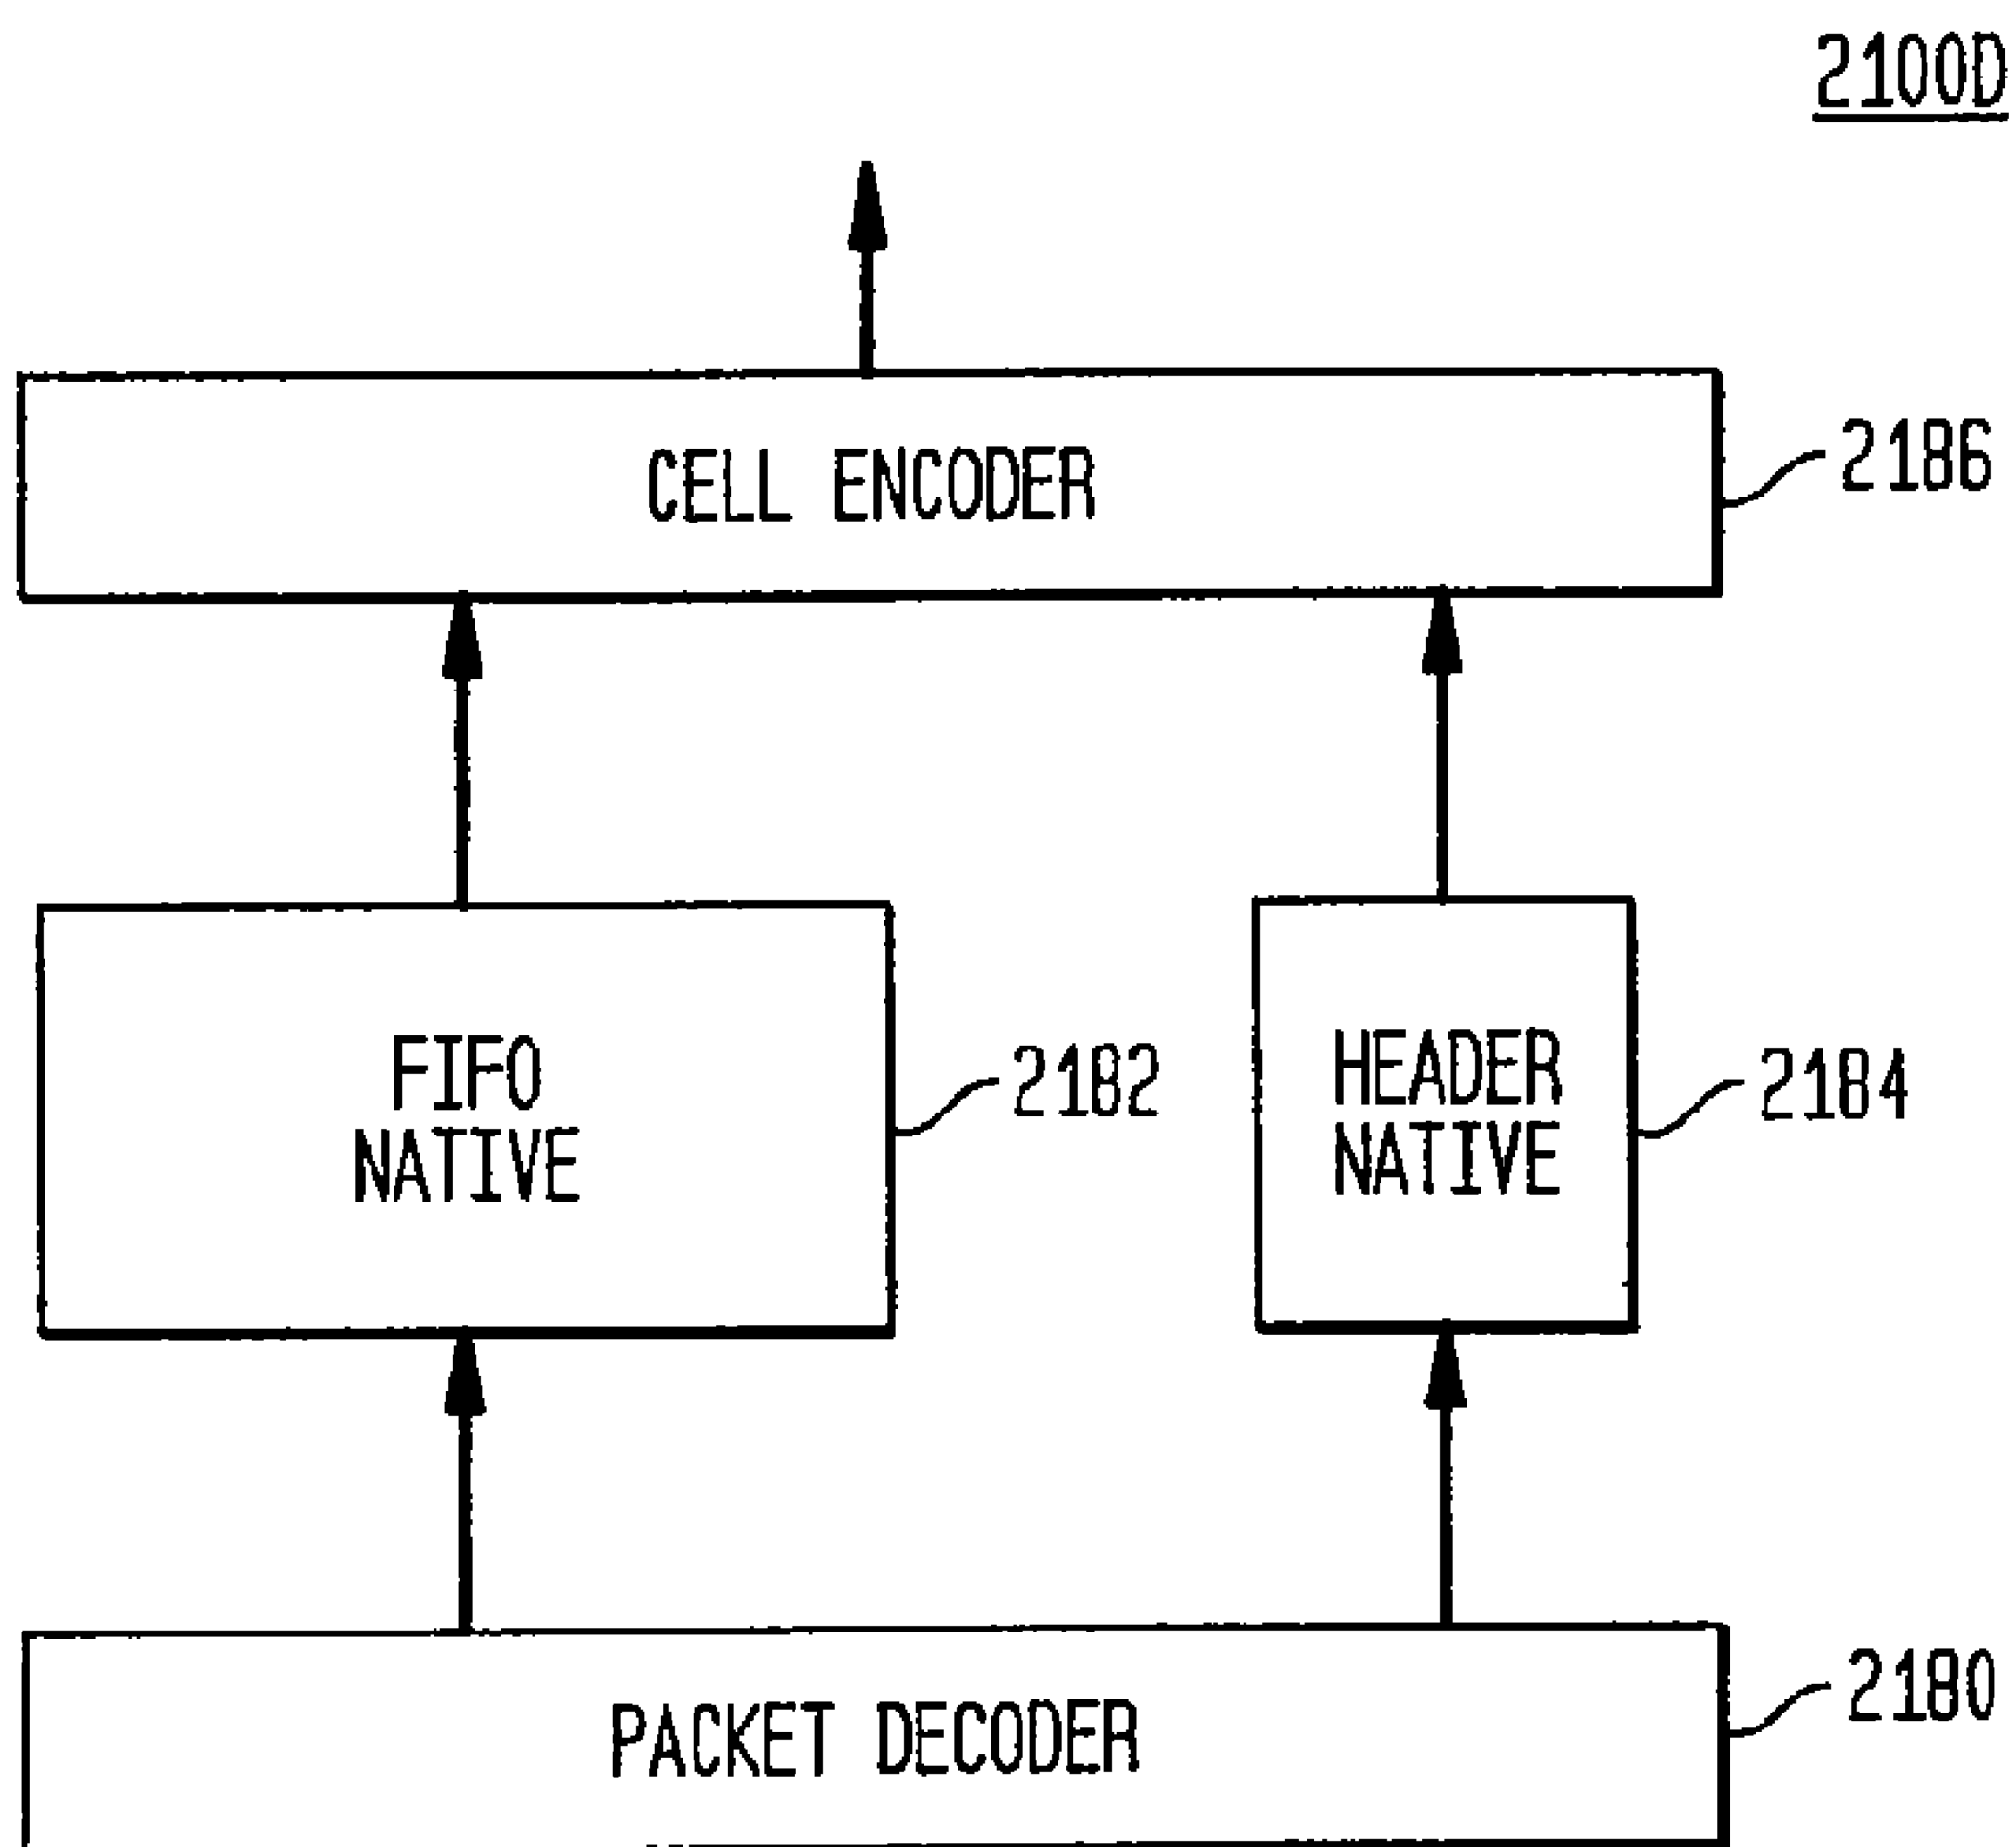 2100D
CELL ENCODER
2186
FIFO
NATIVE
2182
HEADER
NATIVE
2184
PACKET DECODER
2180